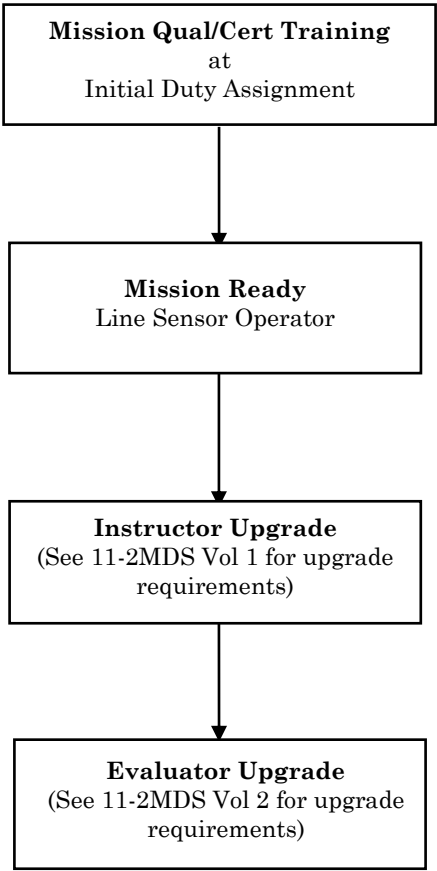 Mission Qual/Cert Training
at
Initial Duty Assignment
Mission Ready
Line Sensor Operator
Instructor Upgrade
(See 11-2MDS Vol 1 for upgrade
requirements)
Evaluator Upgrade
(See 11-2MDS Vol 2 for upgrade
requirements)